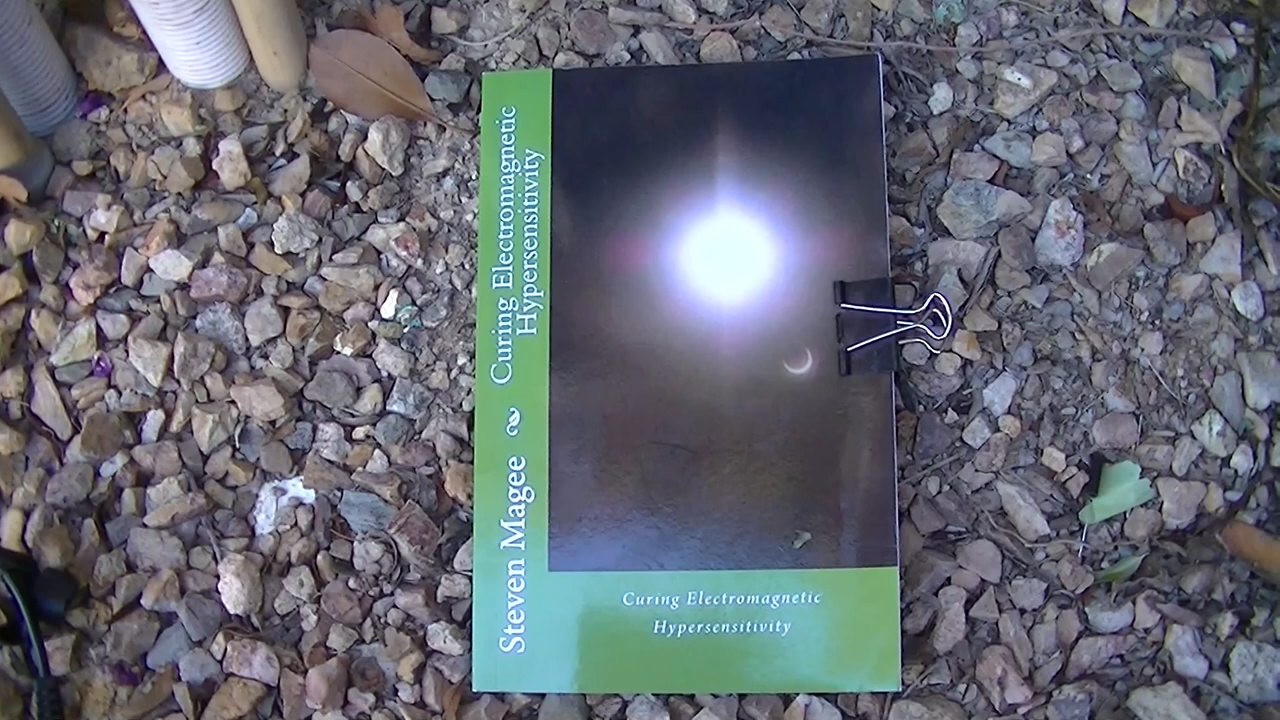 Steven Magee ~ Curing Electromagnetic
Hypersensitivity
Curing Electromagnetic
Hypersensitivity